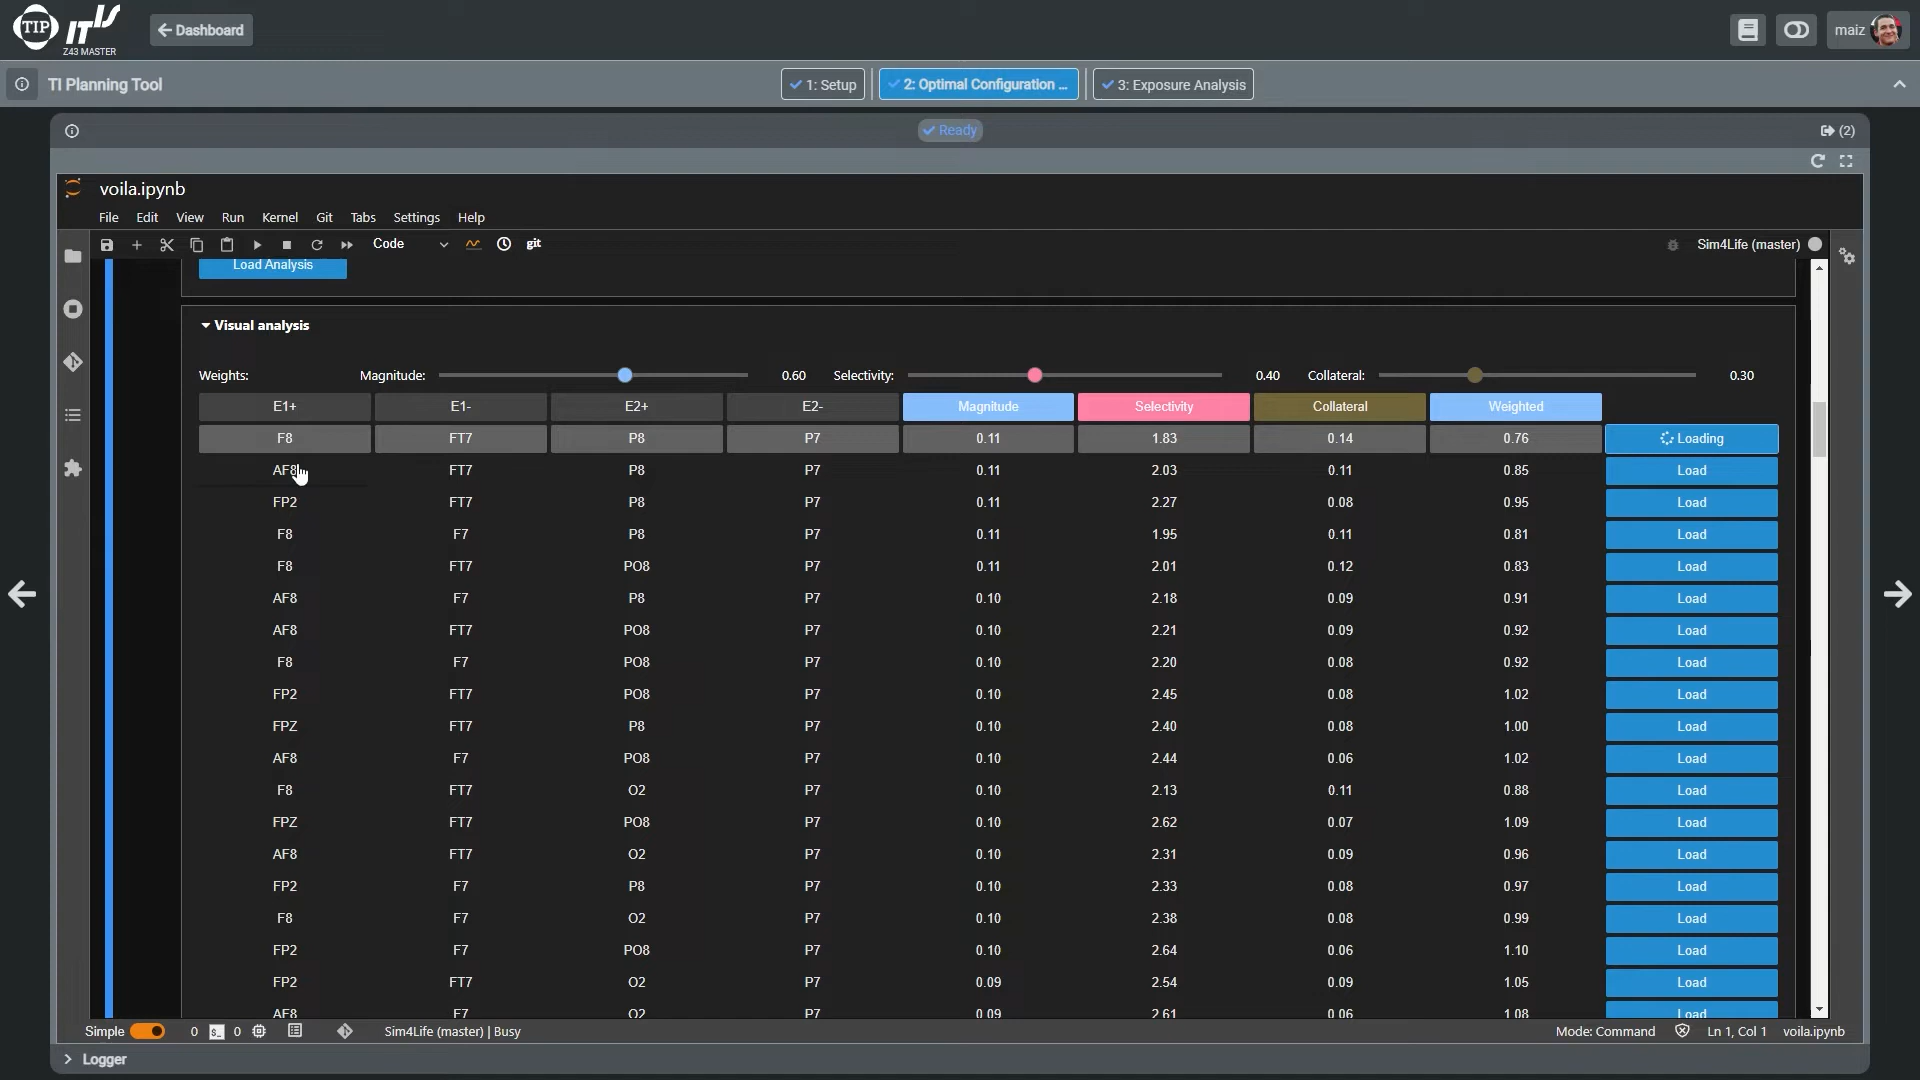 TIP IT'IS
Z43 MASTER
Dashboard
maiz
TI Planning Tool
1: Setup
2: Optimal Configuration ...
3: Exposure Analysis
Ready
(2)
voila.ipynb
File Edit View Run Kernel Git Tabs Settings Help
Code
git
Sim4Life (master)
Load Analysis
Visual analysis
Weights: Magnitude: 0.60 Selectivity: 0.40 Collateral: 0.30
E1+ E1- E2+ E2- Magnitude Selectivity Collateral Weighted
F8 FT7 P8 P7 0.11 1.83 0.14 0.76 Loading
AF8 FT7 P8 P7 0.11 2.03 0.11 0.85 Load
FP2 FT7 P8 P7 0.11 2.27 0.08 0.95 Load
F8 F7 P8 P7 0.11 1.95 0.11 0.81 Load
F8 FT7 PO8 P7 0.11 2.01 0.12 0.83 Load
AF8 F7 P8 P7 0.10 2.18 0.09 0.91 Load
AF8 FT7 PO8 P7 0.10 2.21 0.09 0.92 Load
F8 F7 PO8 P7 0.10 2.20 0.08 0.92 Load
FP2 FT7 PO8 P7 0.10 2.45 0.08 1.02 Load
FPZ FT7 P8 P7 0.10 2.40 0.08 1.00 Load
AF8 F7 PO8 P7 0.10 2.44 0.06 1.02 Load
F8 FT7 O2 P7 0.10 2.13 0.11 0.88 Load
FPZ FT7 PO8 P7 0.10 2.62 0.07 1.09 Load
AF8 FT7 O2 P7 0.10 2.31 0.09 0.96 Load
FP2 F7 P8 P7 0.10 2.33 0.08 0.97 Load
F8 F7 O2 P7 0.10 2.38 0.08 0.99 Load
FP2 F7 PO8 P7 0.10 2.64 0.06 1.10 Load
FP2 FT7 O2 P7 0.09 2.54 0.09 1.05 Load
AF8 F7 O2 P7 0.09 2.61 0.06 1.08 Load
Simple 0 0 Sim4Life (master) | Busy Mode: Command Ln 1, Col 1 voila.ipynb
Logger